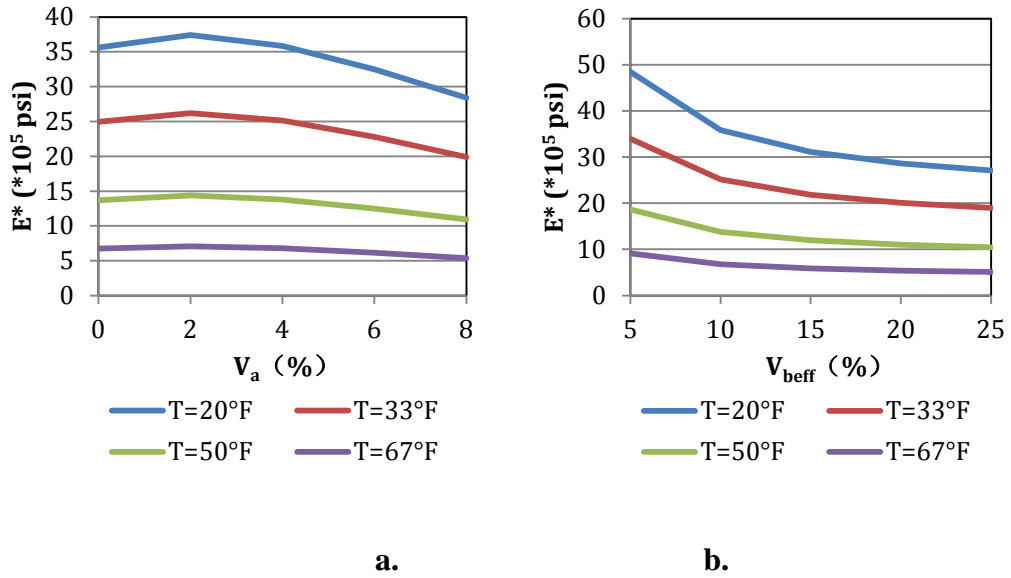 E* (*10⁵ psi)
40
35
30
25
20
15
10
5
0
0 2 4 6 8
Vₐ（%）
T=20°F T=33°F
T=50°F T=67°F
a.
E* (*10⁵ psi)
60
50
40
30
20
10
0
5 10 15 20 25
V_beff（%）
T=20°F T=33°F
T=50°F T=67°F
b.